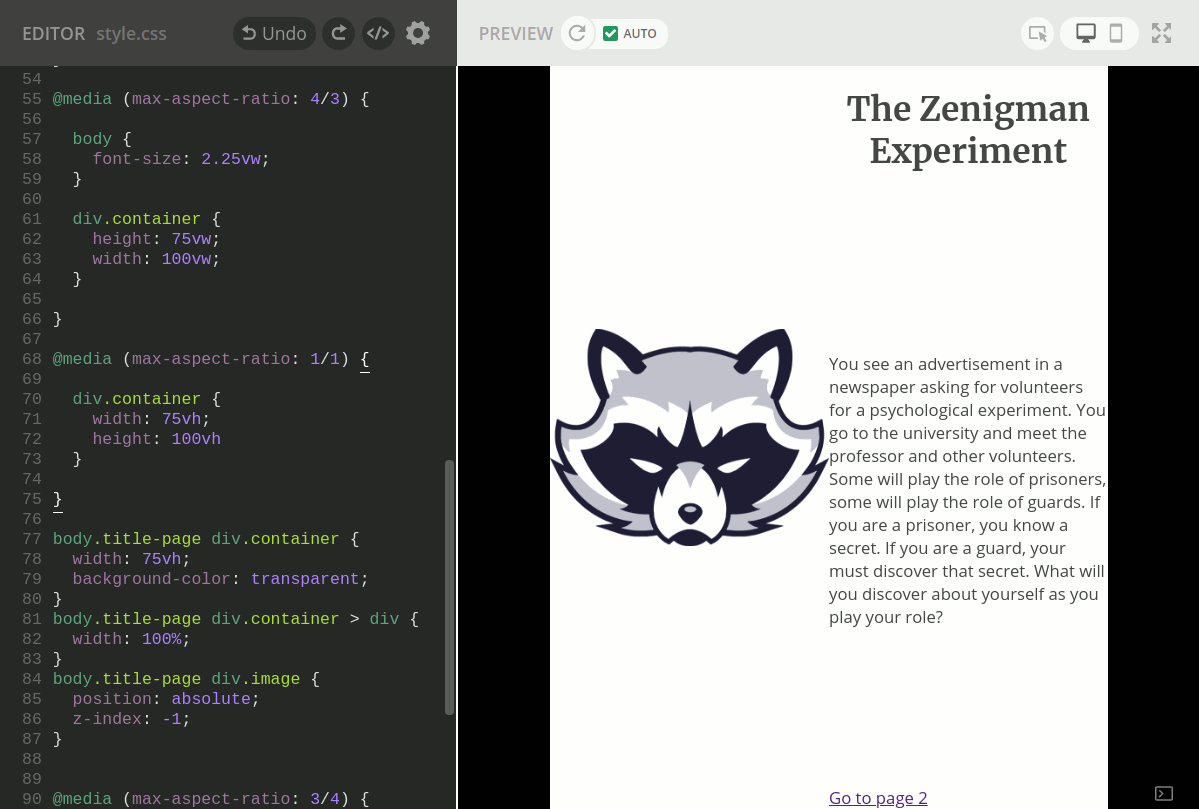 EDITOR style.css Undo </>
PREVIEW AUTO
54
55 @media (max-aspect-ratio: 4/3) {
56
57 body {
58 font-size: 2.25vw;
59 }
60
61 div.container {
62 height: 75vw;
63 width: 100vw;
64 }
65
66 }
67
68 @media (max-aspect-ratio: 1/1) {
69
70 div.container {
71 width: 75vh;
72 height: 100vh
73 }
74
75 }
76
77 body.title-page div.container {
78 width: 75vh;
79 background-color: transparent;
80 }
81 body.title-page div.container > div {
82 width: 100%;
83 }
84 body.title-page div.image {
85 position: absolute;
86 z-index: -1;
87 }
88
89
90 @media (max-aspect-ratio: 3/4) {
The Zenigman
Experiment
You see an advertisement in a
newspaper asking for volunteers
for a psychological experiment. You
go to the university and meet the
professor and other volunteers.
Some will play the role of prisoners,
some will play the role of guards. If
you are a prisoner, you know a
secret. If you are a guard, your
must discover that secret. What will
you discover about yourself as you
play your role?
Go to page 2